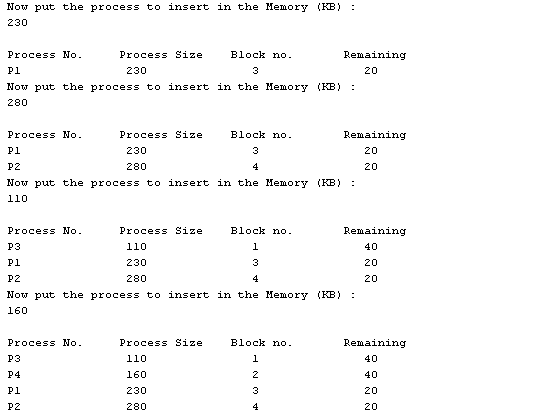 Now put the process to insert in the Memory (KB) :
230
Process No. Process Size Block no. Remaining
P1 230 3 20
Now put the process to insert in the Memory (KB) :
280
Process No. Process Size Block no. Remaining
P1 230 3 20
P2 280 4 20
Now put the process to insert in the Memory (KB) :
110
Process No. Process Size Block no. Remaining
P3 110 1 40
P1 230 3 20
P2 280 4 20
Now put the process to insert in the Memory (KB) :
160
Process No. Process Size Block no. Remaining
P3 110 1 40
P4 160 2 40
P1 230 3 20
P2 280 4 20